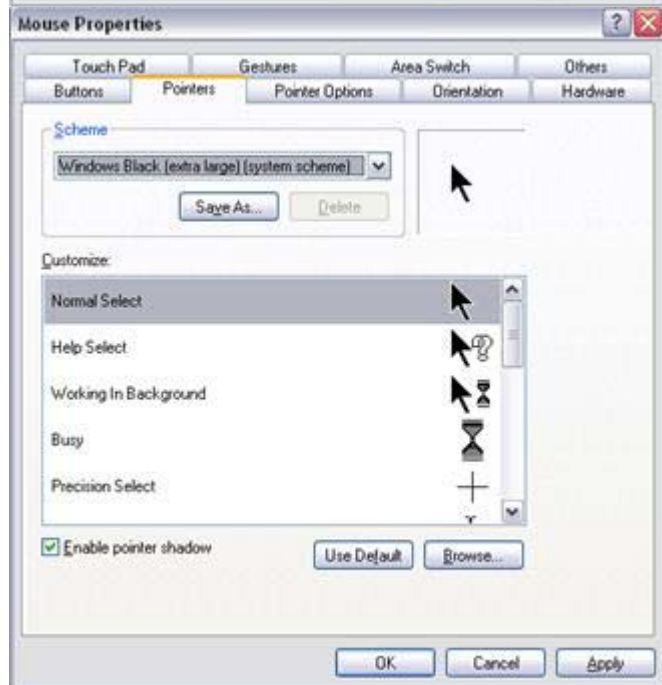 Mouse Properties
?
X
Touch Pad Gestures Area Switch Others
Buttons Pointers Pointer Options Orientation Hardware
Scheme
Windows Black (extra large) (system scheme)
Save As... Delete
Customize:
Normal Select
Help Select
Working In Background
Busy
Precision Select
Enable pointer shadow
Use Default Browse...
OK Cancel Apply